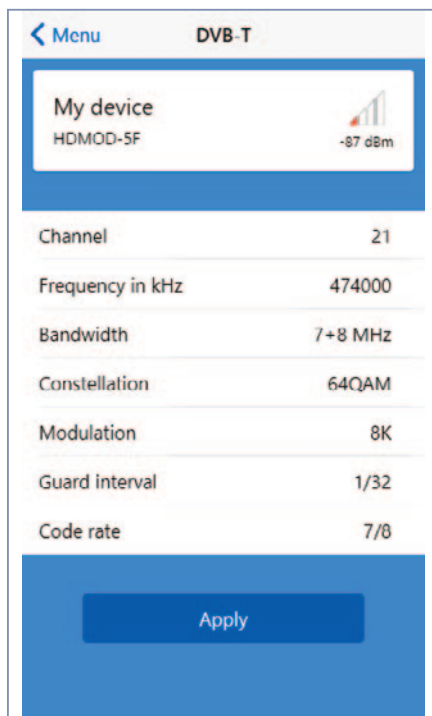 Menu DVB-T
My device
HDMOD-5F
-87 dBm
Channel 21
Frequency in kHz 474000
Bandwidth 7+8 MHz
Constellation 64QAM
Modulation 8K
Guard interval 1/32
Code rate 7/8
Apply